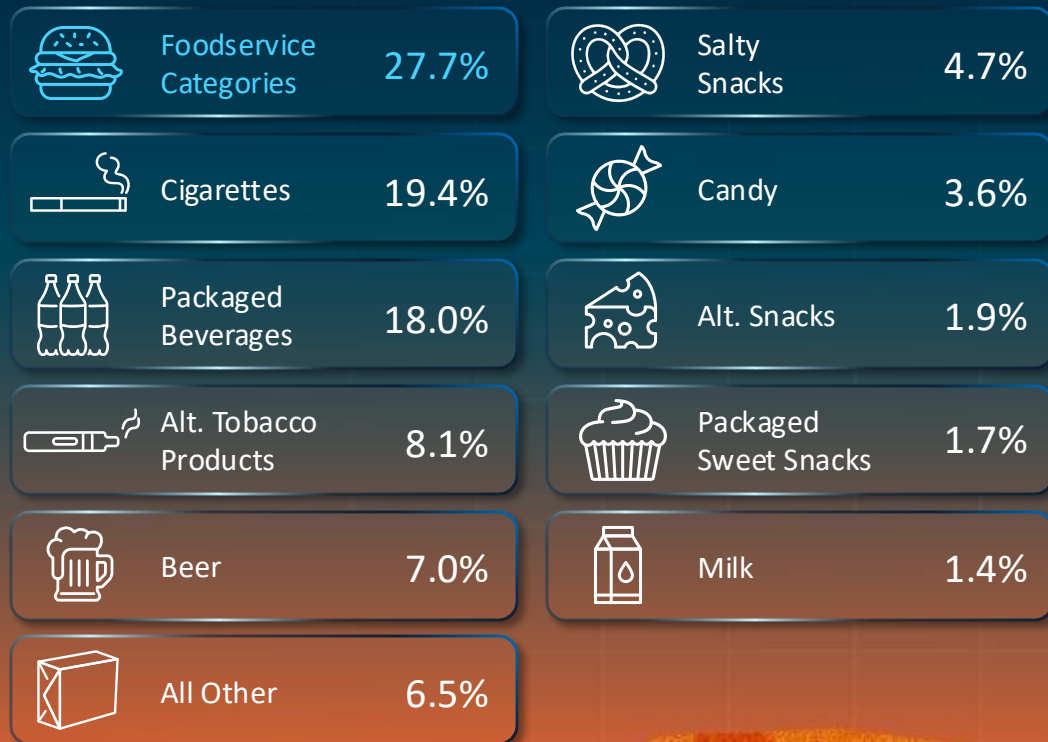 Foodservice
Categories
27.7%
Cigarettes
19.4%
Packaged
Beverages
18.0%
Alt. Tobacco
Products
8.1%
Beer
7.0%
All Other
6.5%
Salty
Snacks
4.7%
Candy
3.6%
Alt. Snacks
1.9%
Packaged
Sweet Snacks
1.7%
Milk
1.4%